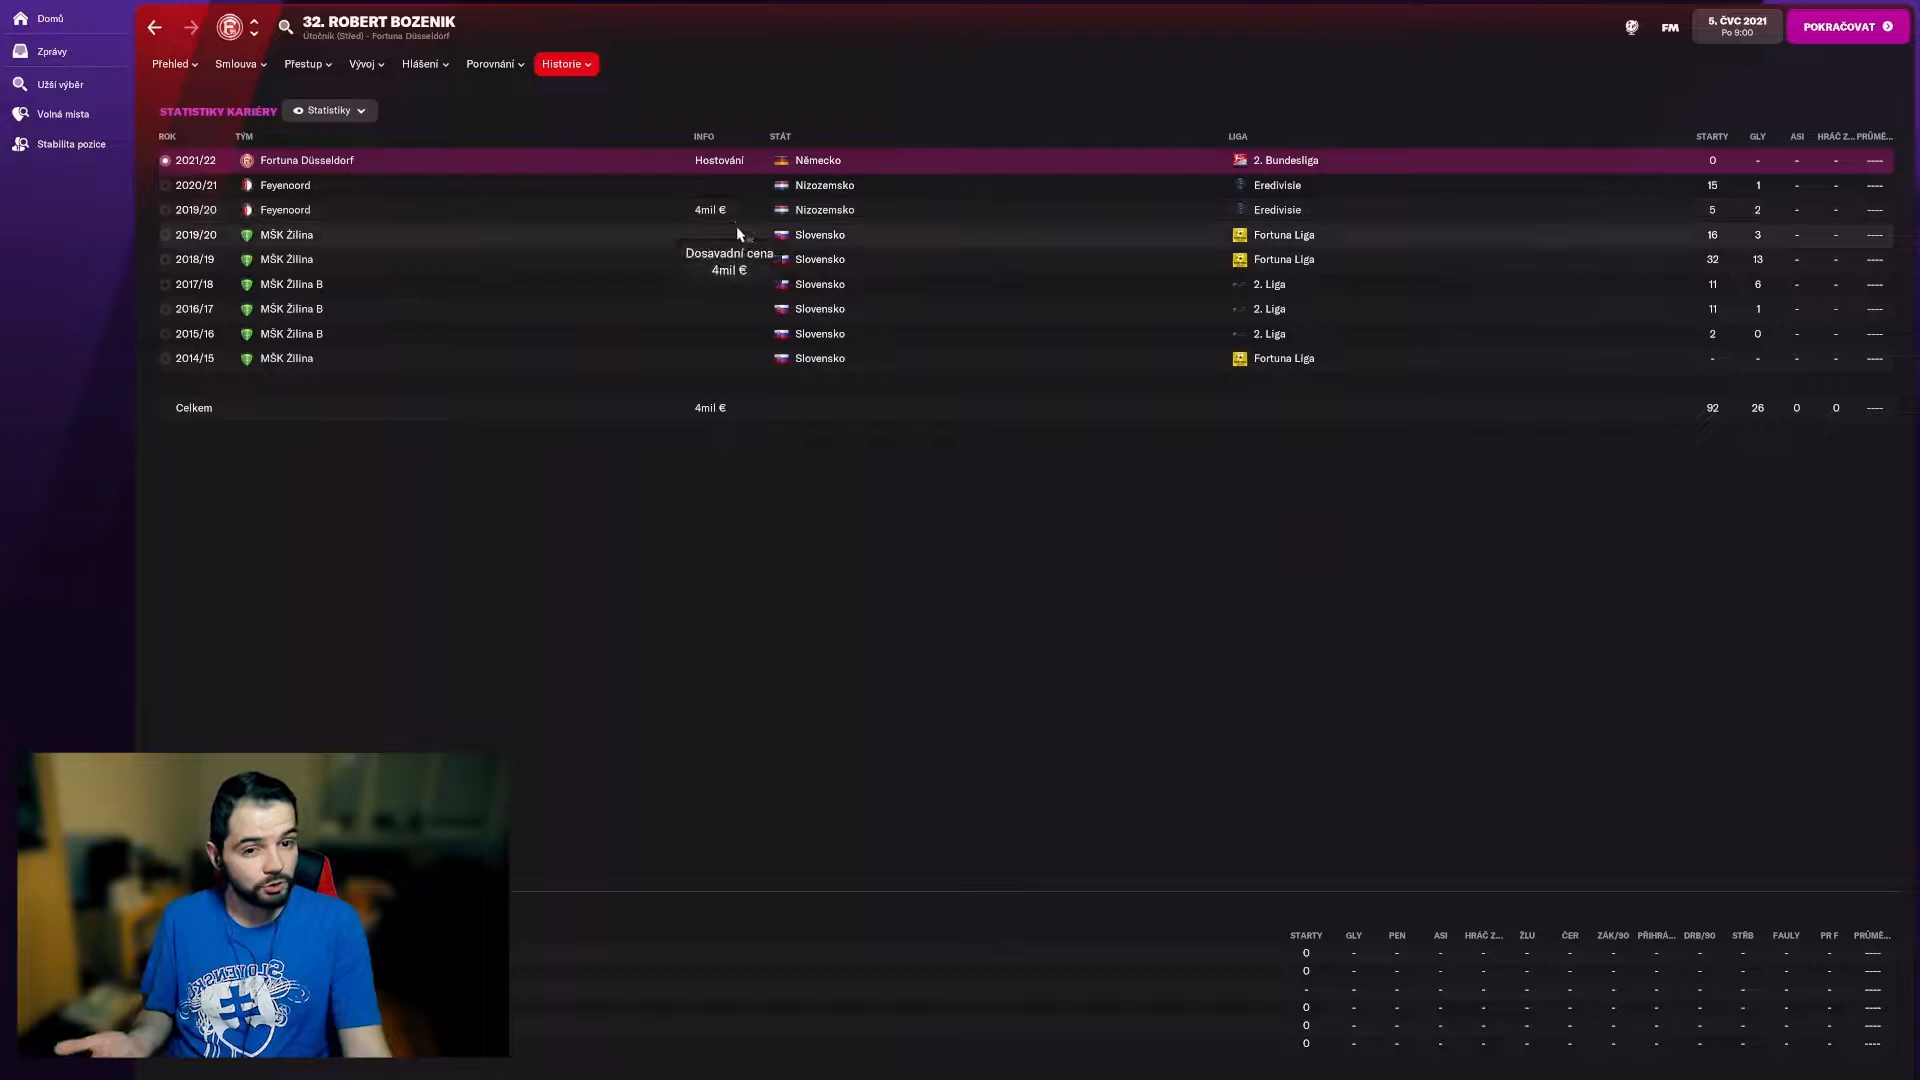 Domů
Zprávy
Užší výběr
Volná místa
Stabilita pozice
32. ROBERT BOZENIK
Útočník (Střed) - Fortuna Düsseldorf
FM
5. ČVC 2021
Po 9:00
POKRAČOVAT
Přehled Smlouva Přestup Vývoj Hlášení Porovnání Historie
STATISTIKY KARIÉRY Statistiky
ROK TÝM INFO STÁT LIGA STARTY GLY ASI HRÁČ Z... PRŮMĚ...
2021/22 Fortuna Düsseldorf Hostování Německo 2. Bundesliga 0 - - - ----
2020/21 Feyenoord Nizozemsko Eredivisie 15 1 - - ----
2019/20 Feyenoord 4mil € Nizozemsko Eredivisie 5 2 - - ----
2019/20 MŠK Žilina Slovensko Fortuna Liga 16 3 - - ----
2018/19 MŠK Žilina Slovensko Fortuna Liga 32 13 - - ----
2017/18 MŠK Žilina B Slovensko 2. Liga 11 6 - - ----
2016/17 MŠK Žilina B Slovensko 2. Liga 11 1 - - ----
2015/16 MŠK Žilina B Slovensko 2. Liga 2 0 - - ----
2014/15 MŠK Žilina Slovensko Fortuna Liga - - - - ----
Dosavadní cena
4mil €
Celkem 4mil € 92 26 0 0 ----
STARTY GLY PEN ASI HRÁČ Z... ŽLU ČER ZÁK/90 PŘIHRÁ... DRB/90 STŘB FAULY PR F PRŮMĚ...
0 - - - - - - - - - - - - ----
0 - - - - - - - - - - - - ----
- - - - - - - - - - - - - ----
0 - - - - - - - - - - - - ----
0 - - - - - - - - - - - - ----
0 - - - - - - - - - - - - ----